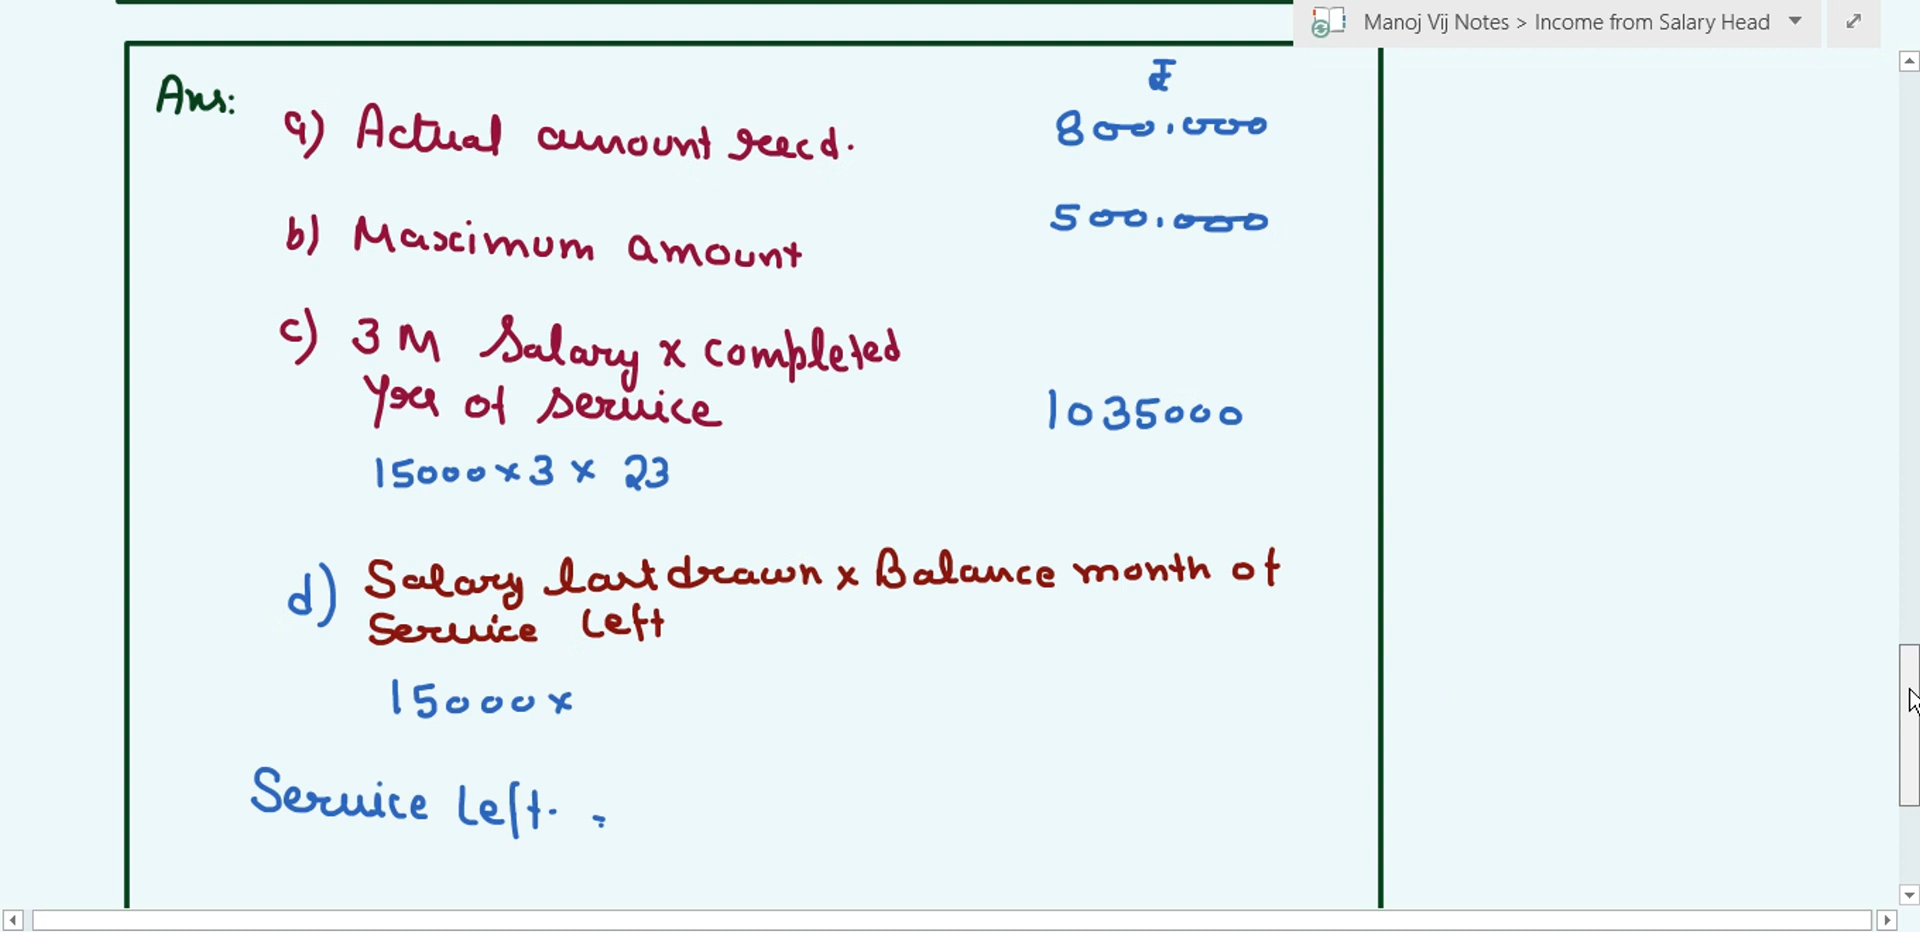 Manoj Vij Notes > Income from Salary Head
Ans:
₹
a) Actual amount recd. 800,000
b) Maximum amount 500,000
c) 3 M Salary x completed
Year of service 1035000
15000 x 3 x 23
d) Salary last drawn x Balance month of
Service left
15000 x
Service left.